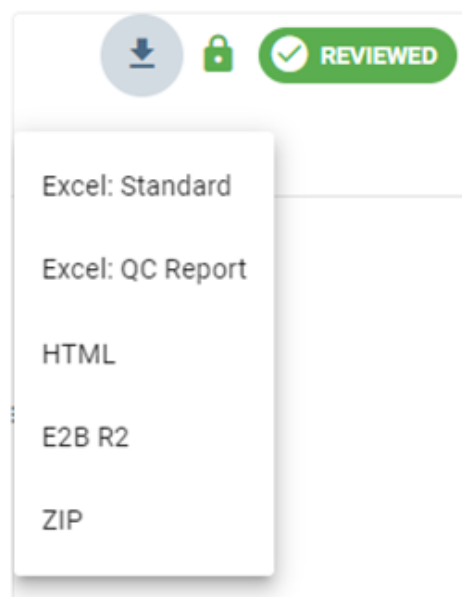 REVIEWED
Excel: Standard
Excel: QC Report
HTML
E2B R2
ZIP